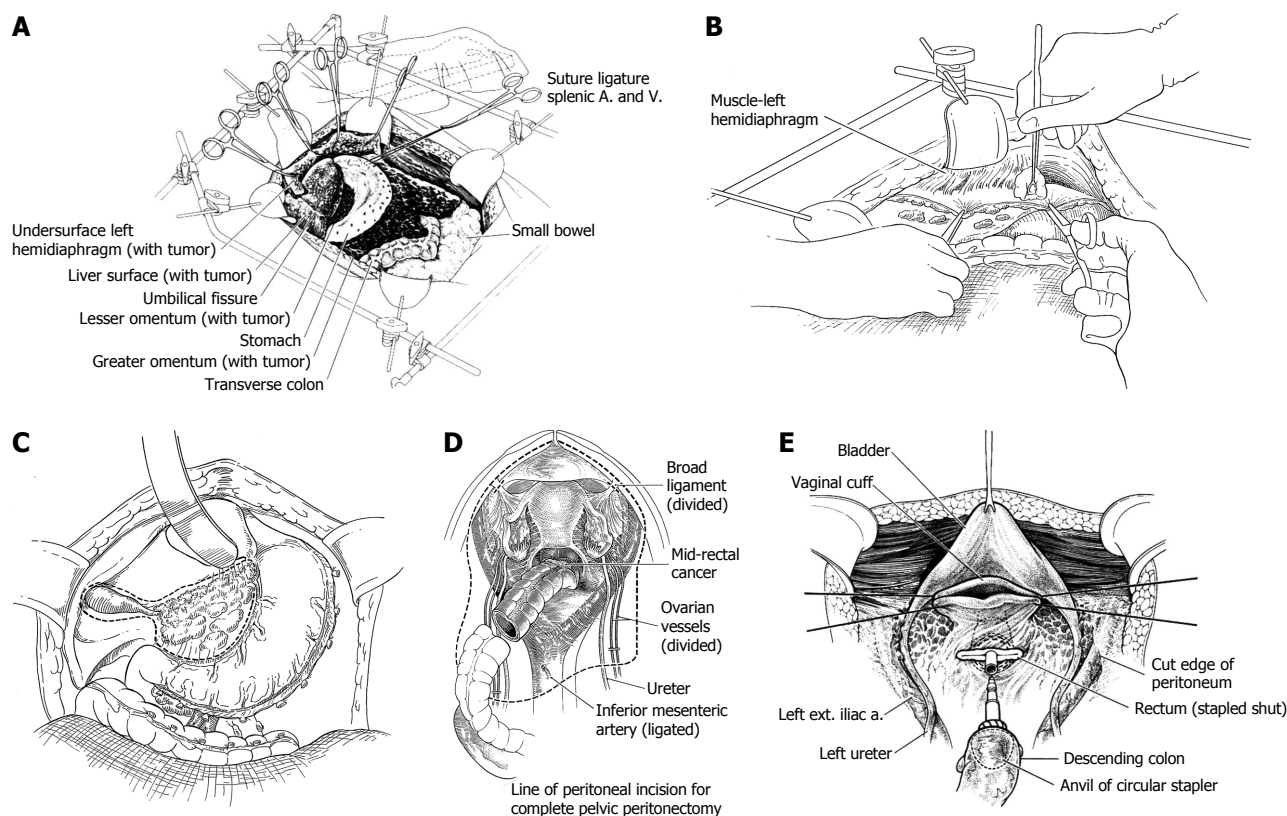 A
Suture ligature
splenic A. and V.
Small bowel
Undersurface left
hemidiaphragm (with tumor)
Liver surface (with tumor)
Umbilical fissure
Lesser omentum (with tumor)
Stomach
Greater omentum (with tumor)
Transverse colon
B
Muscle-left
hemidiaphragm
C
D
Broad
ligament
(divided)
Mid-rectal
cancer
Ovarian
vessels
(divided)
Ureter
Inferior mesenteric
artery (ligated)
Line of peritoneal incision for
complete pelvic peritonectomy
E
Bladder
Vaginal cuff
Cut edge of
peritoneum
Rectum (stapled shut)
Left ext. iliac a.
Left ureter
Descending colon
Anvil of circular stapler